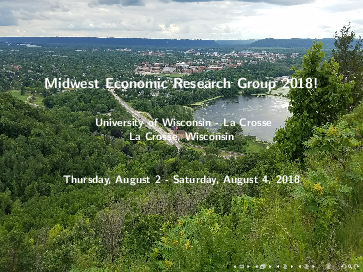 Midwest Economic Research Group 2018!
University of Wisconsin – La Crosse
La Crosse, Wisconsin
Thursday, August 2 - Saturday, August 4, 2018